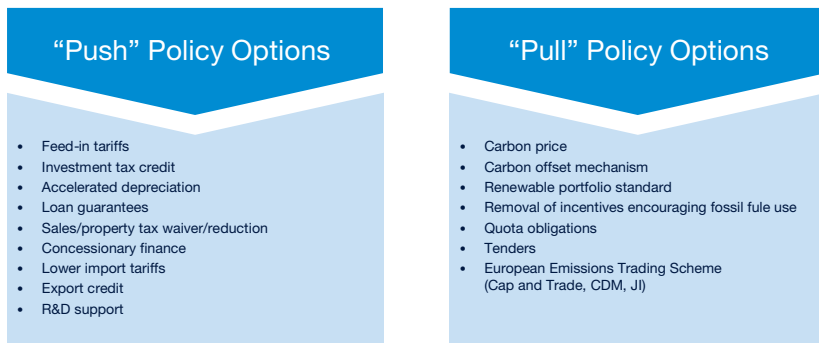 “Push” Policy Options
• Feed-in tariffs
• Investment tax credit
• Accelerated depreciation
• Loan guarantees
• Sales/property tax waiver/reduction
• Concessionary finance
• Lower import tariffs
• Export credit
• R&D support
“Pull” Policy Options
• Carbon price
• Carbon offset mechanism
• Renewable portfolio standard
• Removal of incentives encouraging fossil fule use
• Quota obligations
• Tenders
• European Emissions Trading Scheme
(Cap and Trade, CDM, JI)